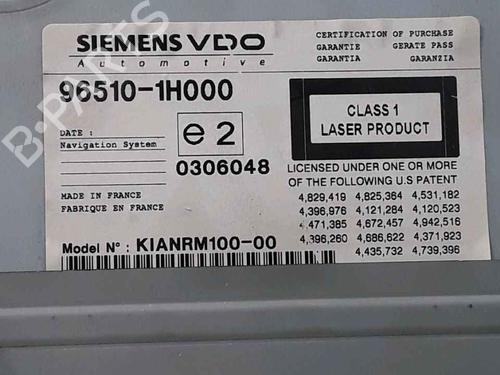 SIEMENS VDO
Automotive
CERTIFICATION OF PURCHASE
GARANTIE GERATE PASS
GARANTIE GARANZIA
96510-1H000
DATE :
Navigation System
e2
0306048
CLASS 1
LASER PRODUCT
MADE IN FRANCE
FABRIQUE EN FRANCE
LICENSED UNDER ONE OR MORE
OF THE FOLLOWING U.S PATENT
4,829,419 4,825,364 4,531,182
4,396,976 4,121,284 4,120,523
4,471,385 4,672,457 4,942,516
4,396,260 4,686,622 4,371,923
4,435,732 4,739,396
Model N° : KIANRM100-00
B-PARTS